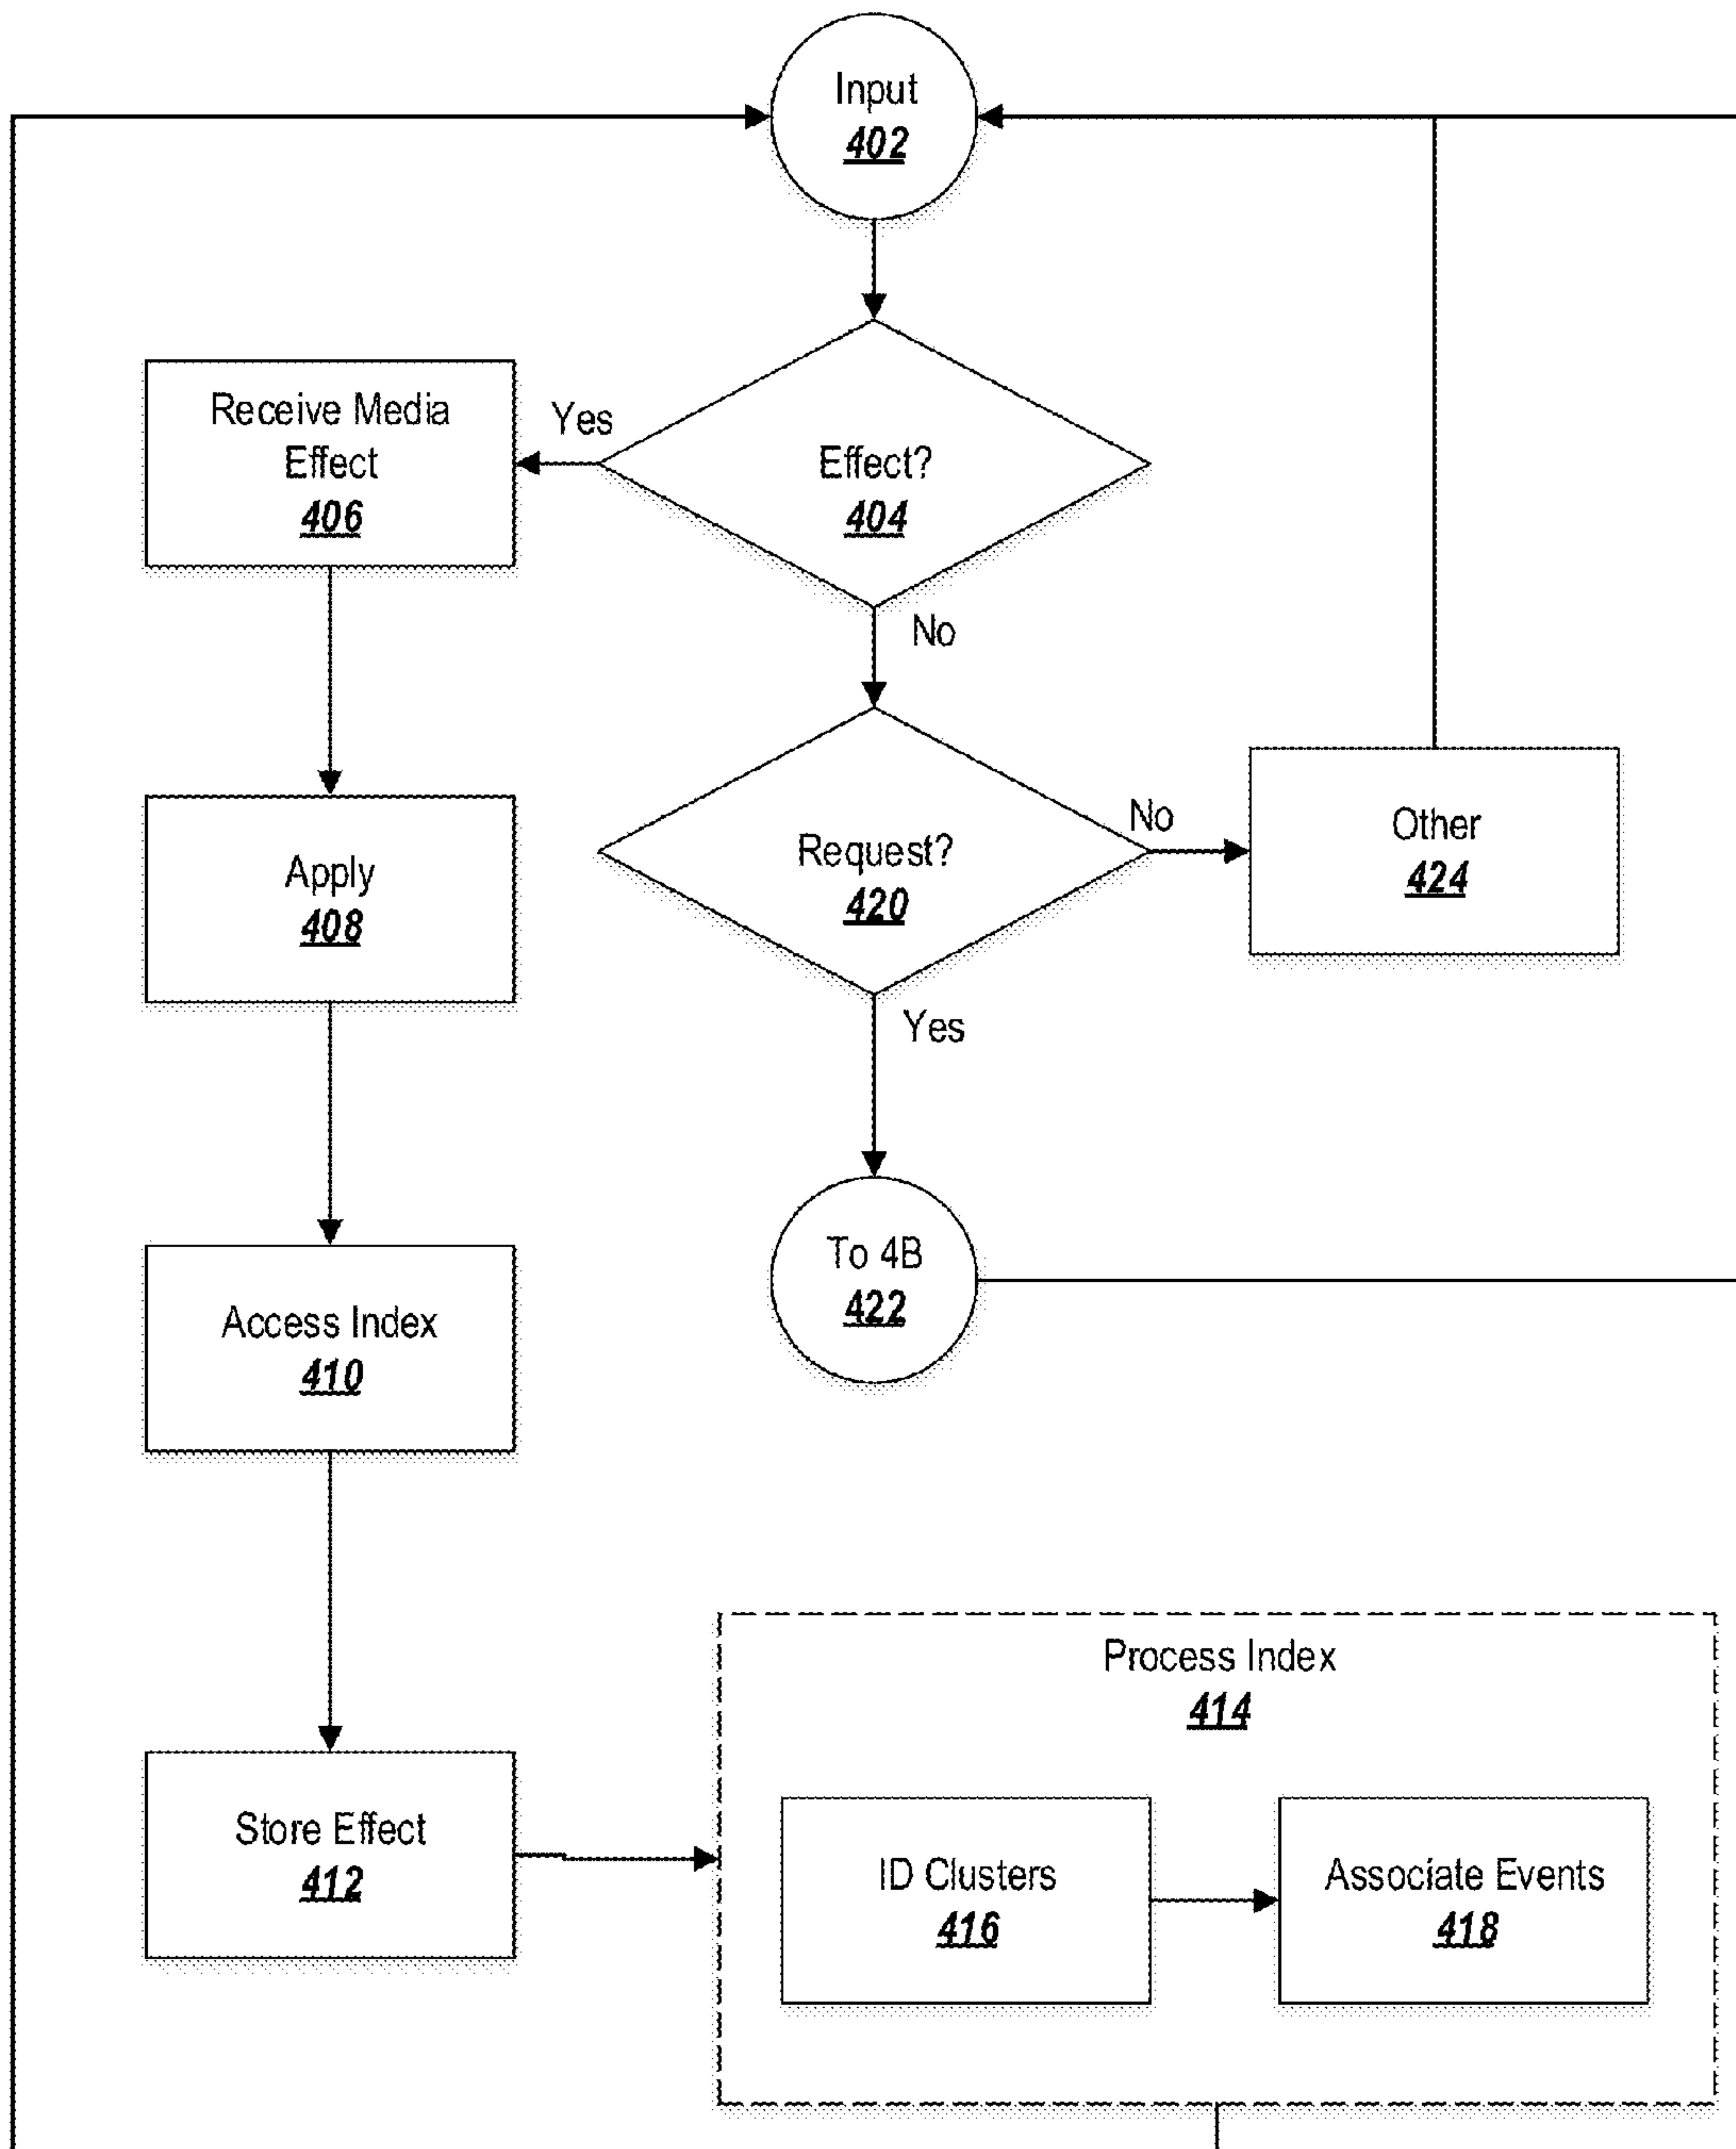 Input
402
Receive Media
Effect
406
Yes
Effect?
404
No
Apply
408
Request?
420
No
Other
424
Yes
Access Index
410
To 4B
422
Store Effect
412
Process Index
414
ID Clusters
416
Associate Events
418